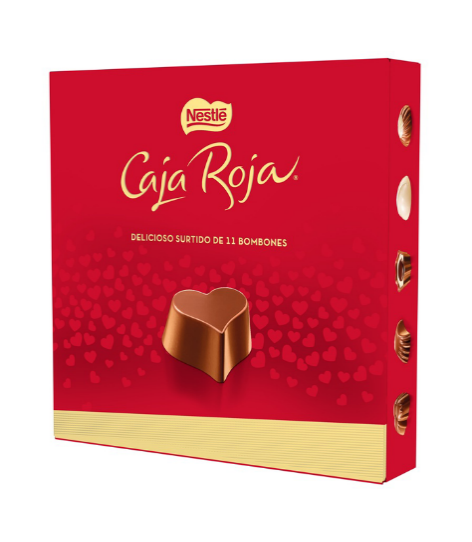 Nestlé
Caja Roja®
DELICIOSO SURTIDO DE 11 BOMBONES